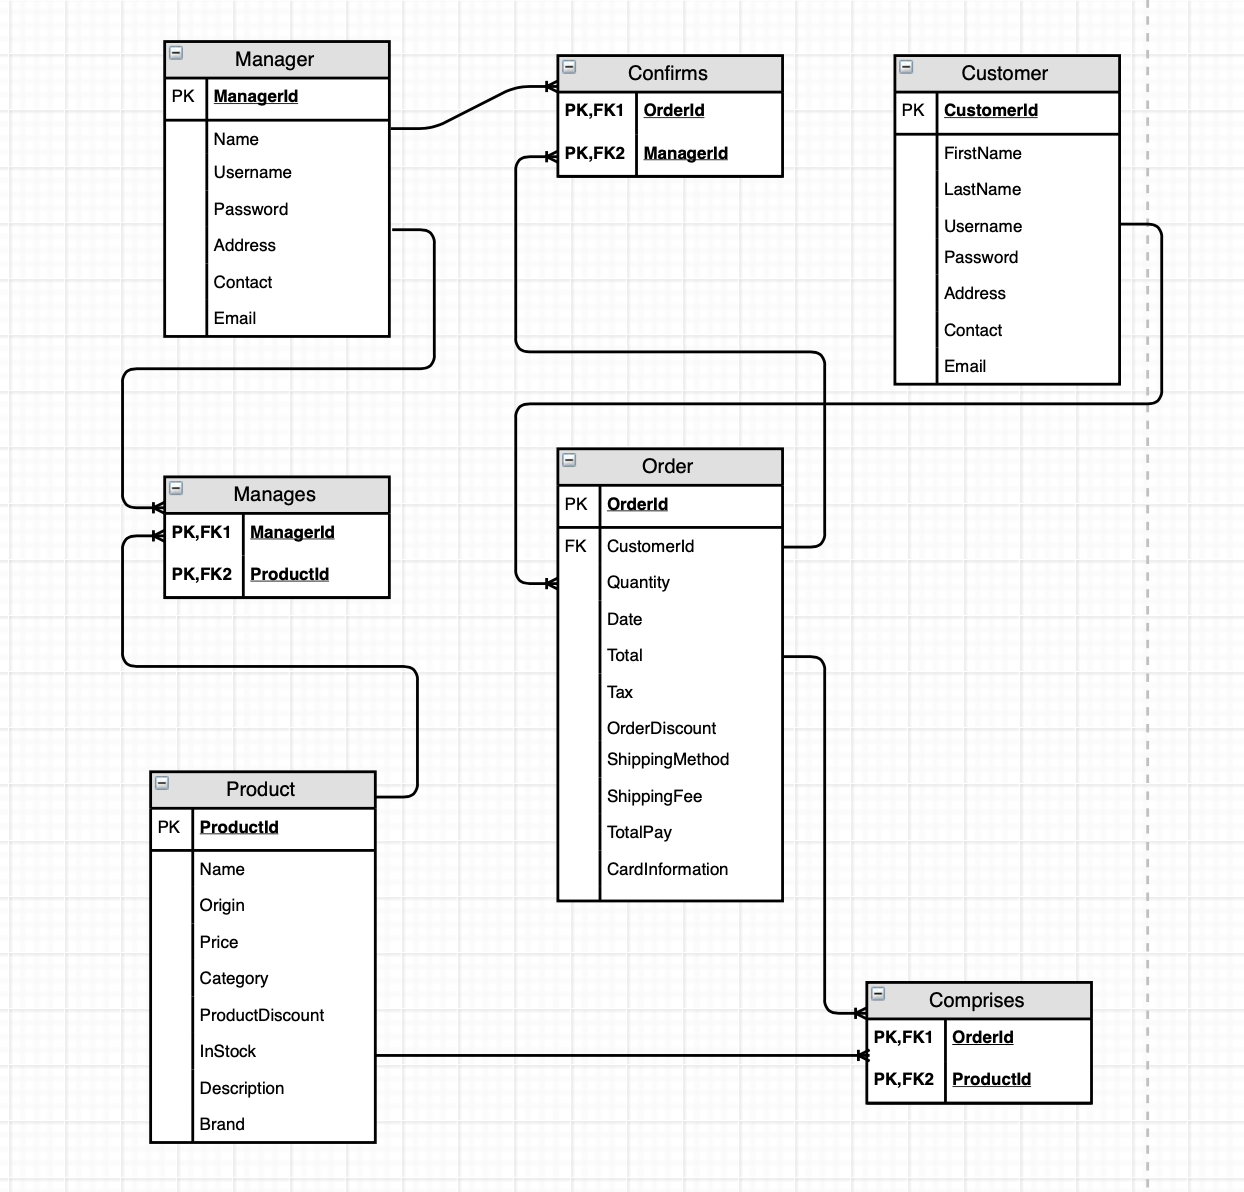 Manager
PK ManagerId
Name
Username
Password
Address
Contact
Email
Confirms
PK,FK1 OrderId
PK,FK2 ManagerId
Customer
PK CustomerId
FirstName
LastName
Username
Password
Address
Contact
Email
Manages
PK,FK1 ManagerId
PK,FK2 ProductId
Order
PK OrderId
FK CustomerId
Quantity
Date
Total
Tax
OrderDiscount
ShippingMethod
ShippingFee
TotalPay
CardInformation
Product
PK ProductId
Name
Origin
Price
Category
ProductDiscount
InStock
Description
Brand
Comprises
PK,FK1 OrderId
PK,FK2 ProductId